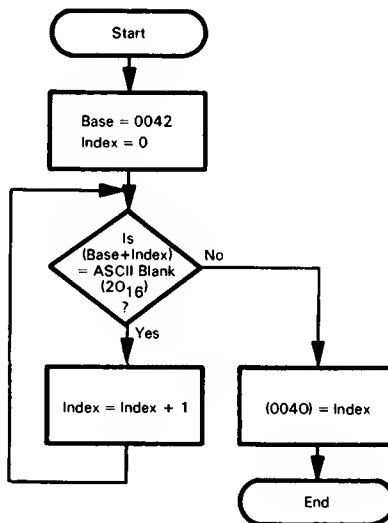 Start
Base = 0042
Index = 0
Is
(Base+Index)
= ASCII Blank
(20₁₆)
?
No
Yes
Index = Index + 1
(0040) = Index
End